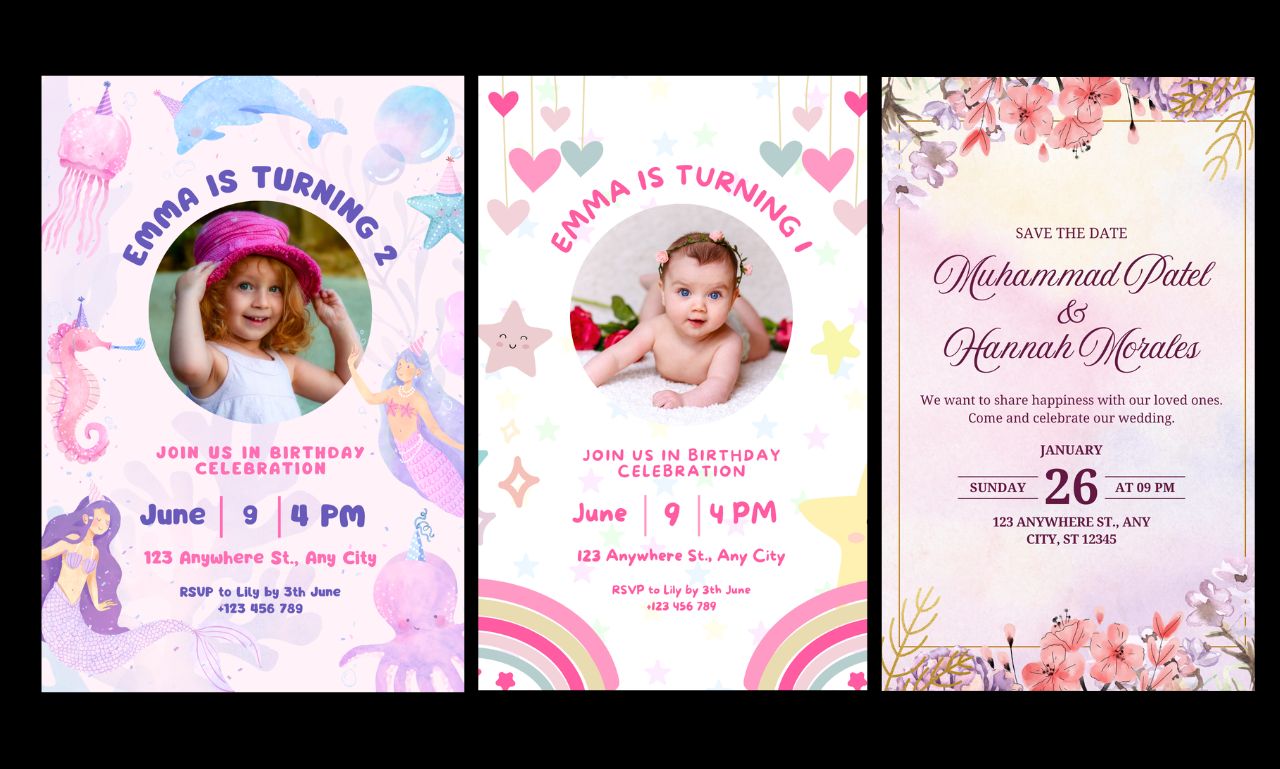 EMMA IS TURNING 2
JOIN US IN BIRTHDAY
CELEBRATION
June 9 4 PM
123 Anywhere St., Any City
RSVP to Lily by 3th June
+123 456 789
EMMA IS TURNING 1
JOIN US IN BIRTHDAY
CELEBRATION
June 9 4 PM
123 Anywhere St., Any City
RSVP to Lily by 3th June
+123 456 789
SAVE THE DATE
Muhammad Patel
&
Hannah Morales
We want to share happiness with our loved ones.
Come and celebrate our wedding.
JANUARY
SUNDAY 26 AT 09 PM
123 ANYWHERE ST., ANY
CITY, ST 12345